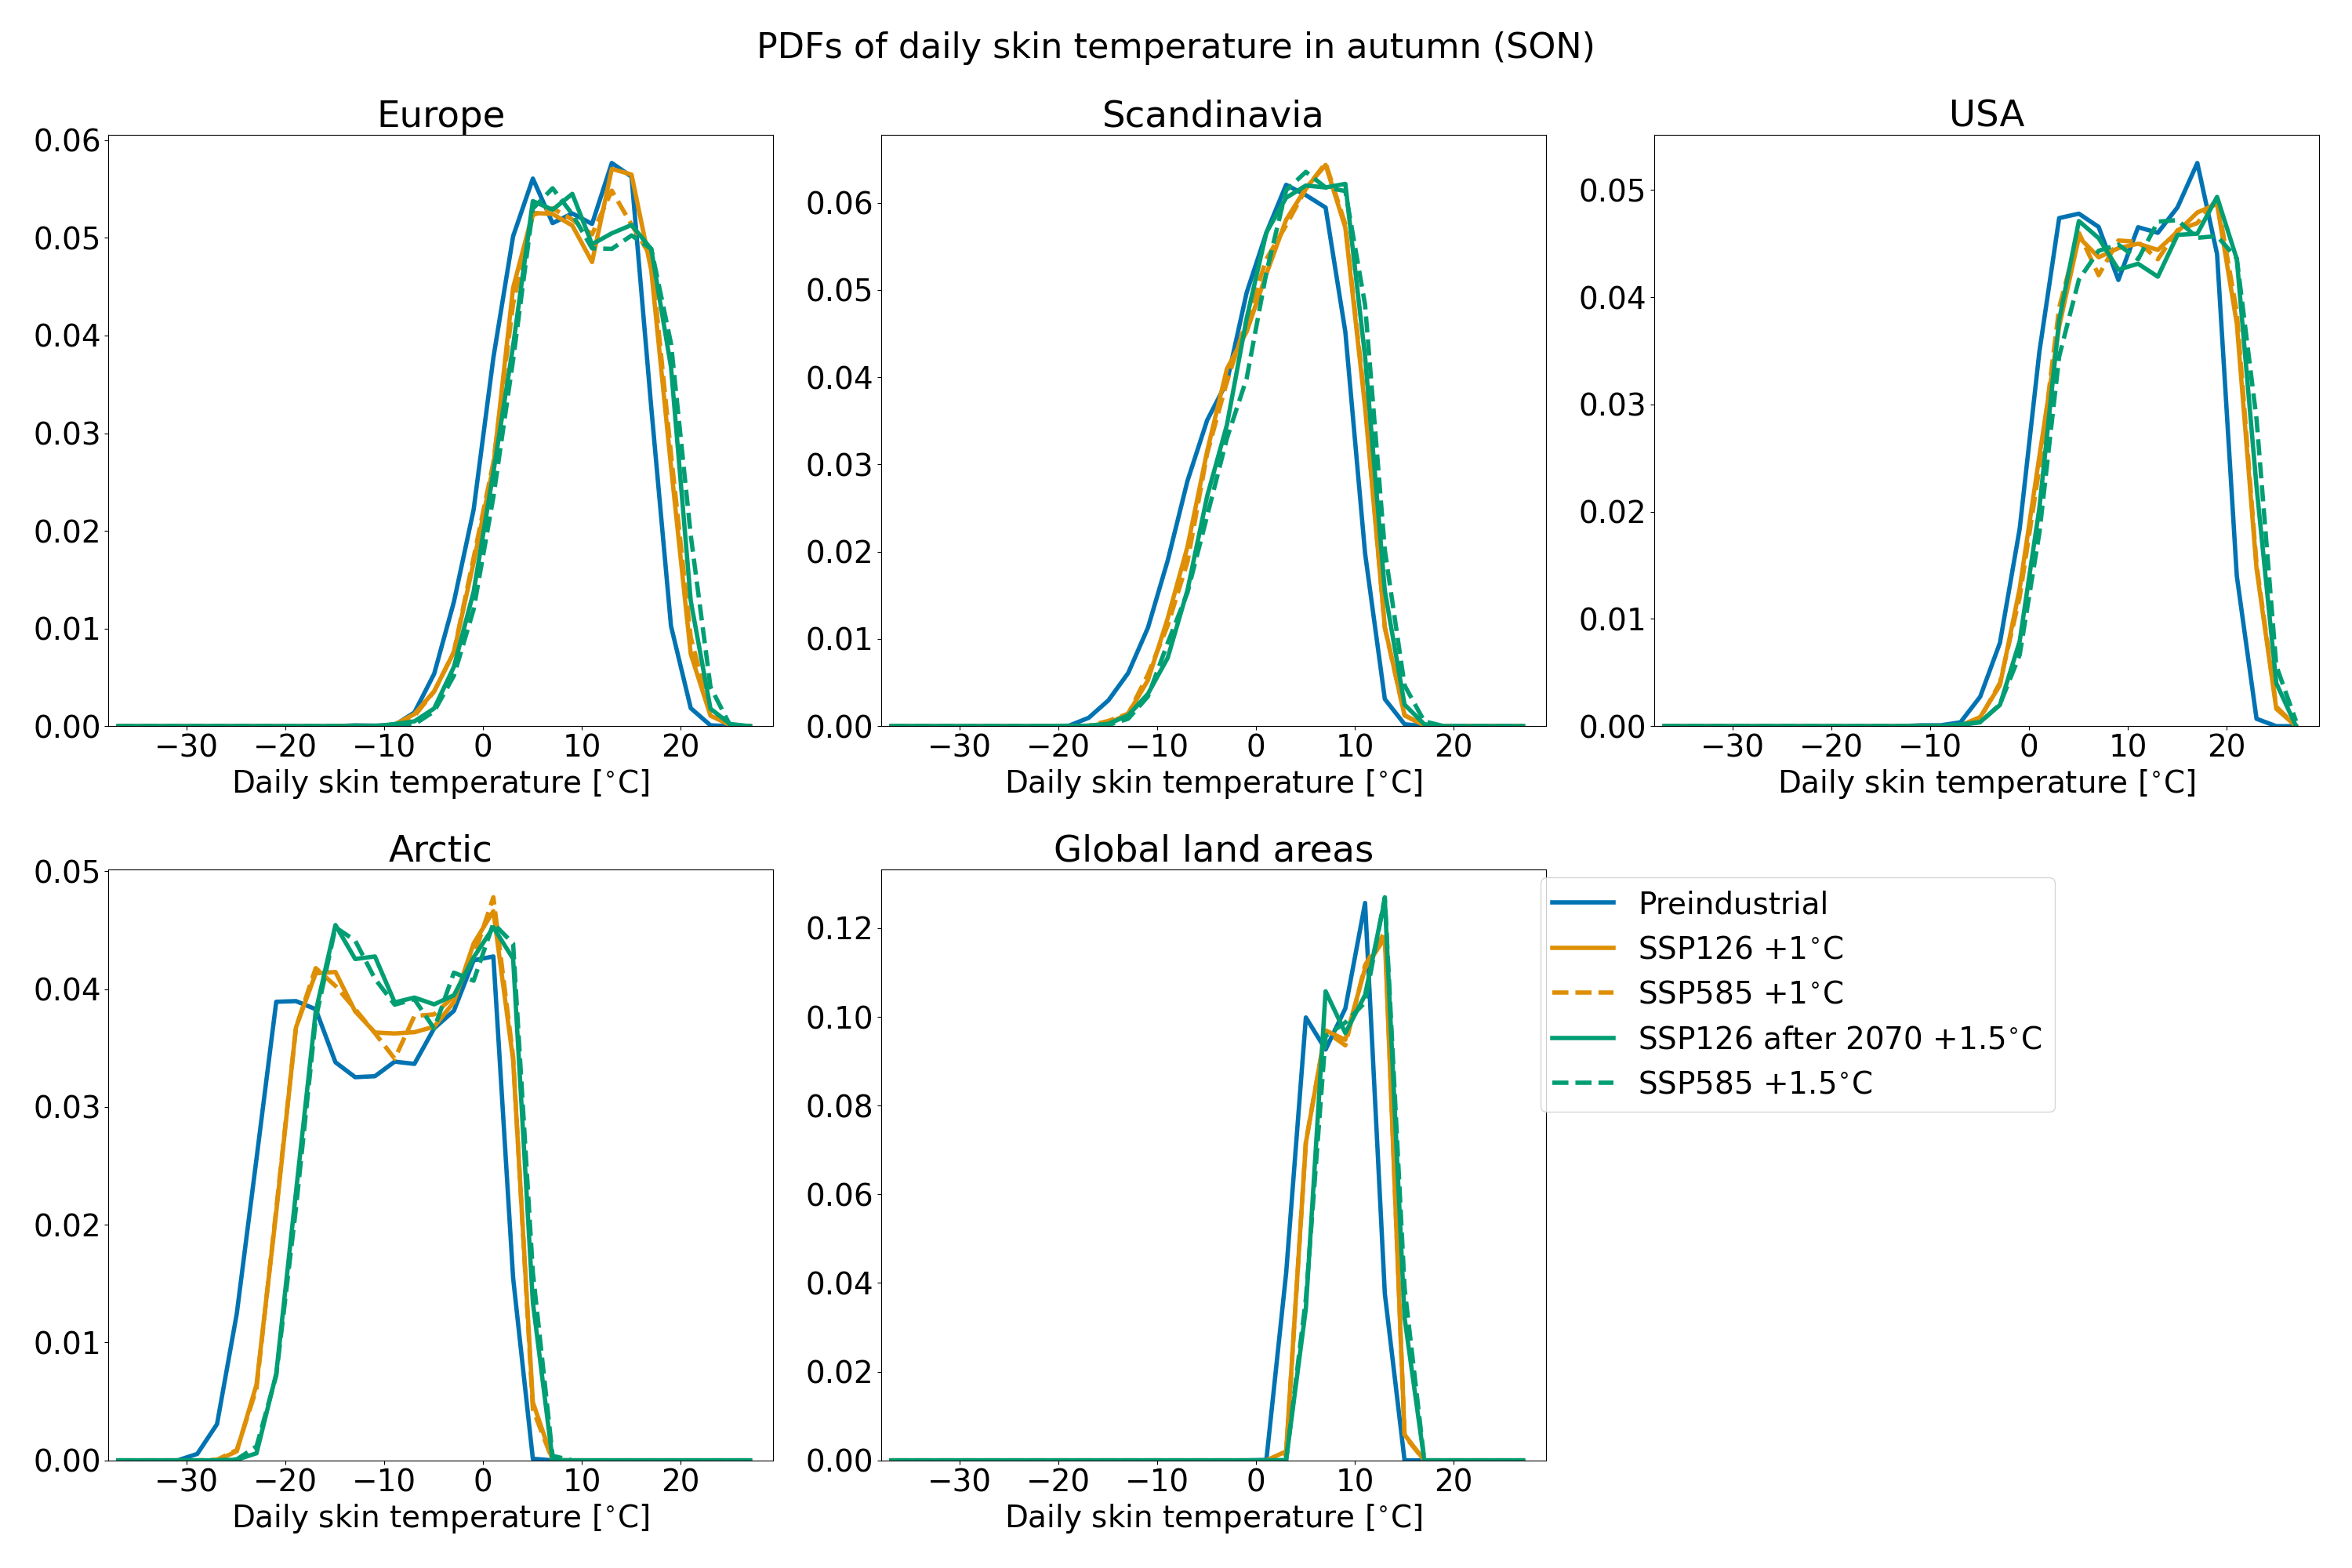 PDFs of daily skin temperature in autumn (SON)
Europe
0.06
0.05
0.04
0.03
0.02
0.01
0.00
−30 −20 −10 0 10 20
Daily skin temperature [°C]
Scandinavia
0.06
0.05
0.04
0.03
0.02
0.01
0.00
−30 −20 −10 0 10 20
Daily skin temperature [°C]
USA
0.05
0.04
0.03
0.02
0.01
0.00
−30 −20 −10 0 10 20
Daily skin temperature [°C]
Arctic
0.05
0.04
0.03
0.02
0.01
0.00
−30 −20 −10 0 10 20
Daily skin temperature [°C]
Global land areas
0.12
0.10
0.08
0.06
0.04
0.02
0.00
−30 −20 −10 0 10 20
Daily skin temperature [°C]
Preindustrial
SSP126 +1°C
SSP585 +1°C
SSP126 after 2070 +1.5°C
SSP585 +1.5°C